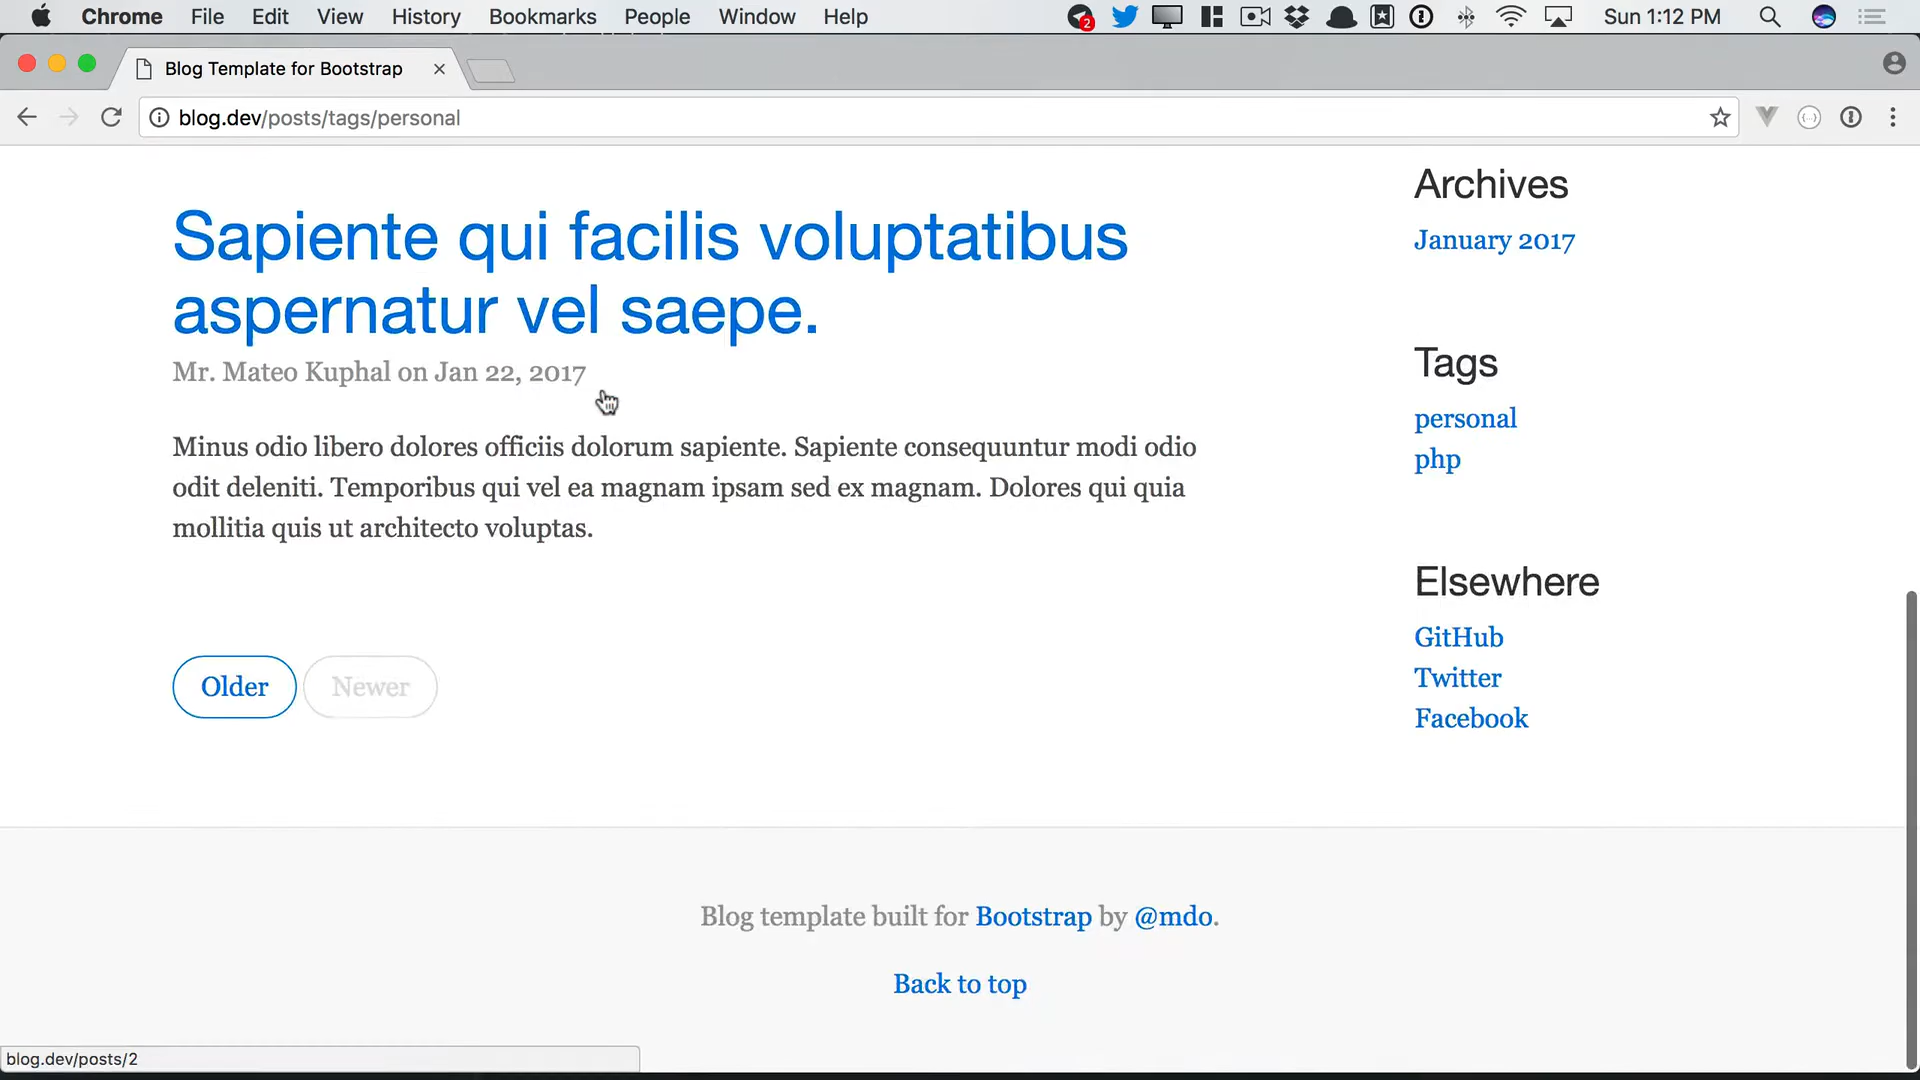 Chrome File Edit View History Bookmarks People Window Help 2 Sun 1:12 PM
Blog Template for Bootstrap
blog.dev/posts/tags/personal
Sapiente qui facilis voluptatibus
aspernatur vel saepe.
Mr. Mateo Kuphal on Jan 22, 2017
Minus odio libero dolores officiis dolorum sapiente. Sapiente consequuntur modi odio
odit deleniti. Temporibus qui vel ea magnam ipsam sed ex magnam. Dolores qui quia
mollitia quis ut architecto voluptas.
Older Newer
Archives
January 2017
Tags
personal
php
Elsewhere
GitHub
Twitter
Facebook
Blog template built for Bootstrap by @mdo.
Back to top
blog.dev/posts/2